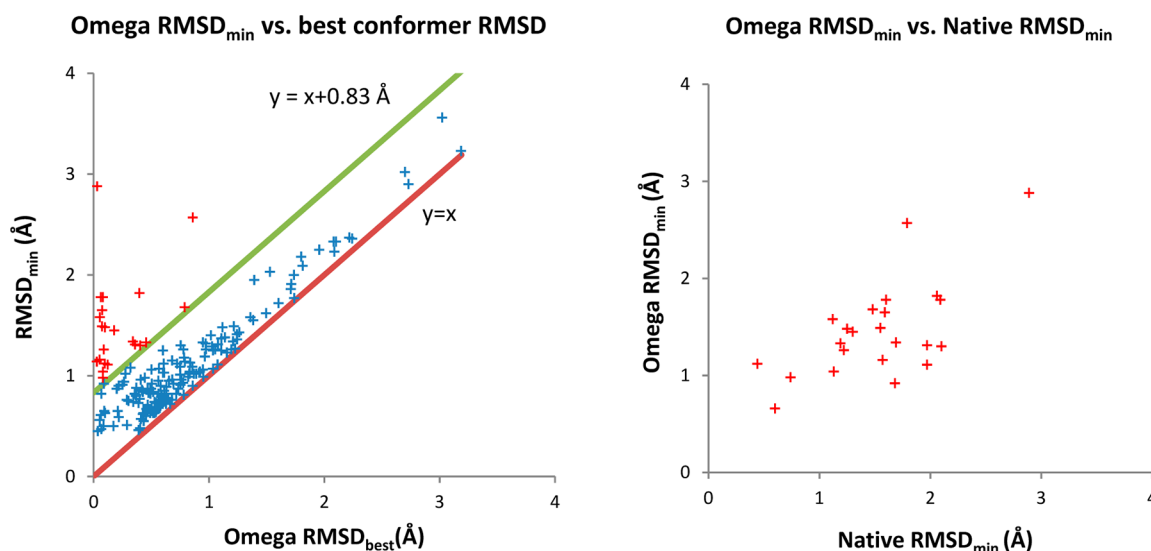 Omega RMSDmin vs. best conformer RMSD
4
3
2
1
0
0
1
2
3
4
RMSDmin (Å)
Omega RMSDbest(Å)
y = x+0.83 Å
y=x
Omega RMSDmin vs. Native RMSDmin
4
3
2
1
0
0
1
2
3
4
Omega RMSDmin (Å)
Native RMSDmin (Å)